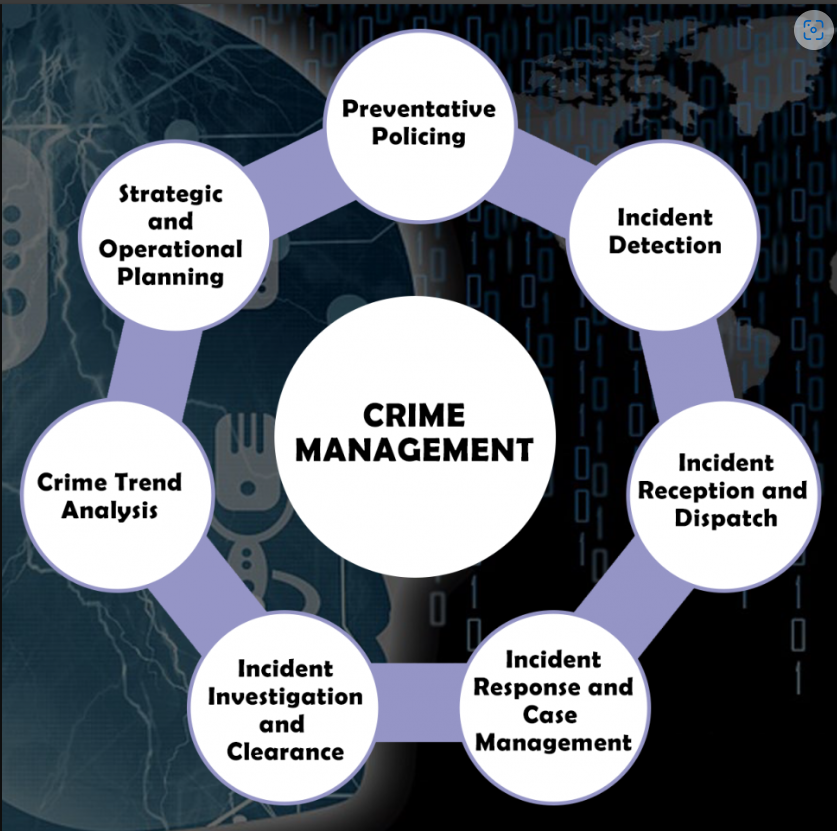 Preventative
Policing
Incident
Detection
Incident
Reception and
Dispatch
Incident
Response and
Case
Management
Incident
Investigation
and
Clearance
Crime Trend
Analysis
Strategic
and
Operational
Planning
CRIME
MANAGEMENT